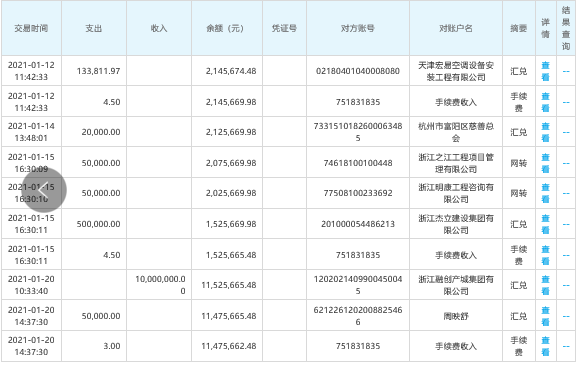 交易时间 支出 收入 余额（元） 凭证号 对方账号 对账户名 摘要 详情 结果查询
2021-01-12 11:42:33 133,811.97 2,145,674.48 02180401040008080 天津宏易空调设备安装工程有限公司 汇兑 查看 --
2021-01-12 11:42:33 4.50 2,145,669.98 751831835 手续费收入 手续费 查看 --
2021-01-14 13:48:01 20,000.00 2,125,669.98 7331510182600063485 杭州市富阳区慈善总会 汇兑 查看 --
2021-01-15 16:30:09 50,000.00 2,075,669.98 74618100100448 浙江之江工程项目管理有限公司 网转 查看 --
2021-01-15 50,000.00 2,025,669.98 77508100233692 浙江明康工程咨询有限公司 网转 查看 --
2021-01-15 16:30:11 500,000.00 1,525,669.98 201000054486213 浙江杰立建设集团有限公司 汇兑 查看 --
2021-01-15 16:30:11 4.50 1,525,665.48 751831835 手续费收入 手续费 查看 --
2021-01-20 10:33:40 10,000,000.00 11,525,665.48 1202021409900450045 浙江融创产城集团有限公司 汇兑 查看 --
2021-01-20 14:37:30 50,000.00 11,475,665.48 6212261202008825466 周映舒 汇兑 查看 --
2021-01-20 14:37:30 3.00 11,475,662.48 751831835 手续费收入 手续费 查看 --